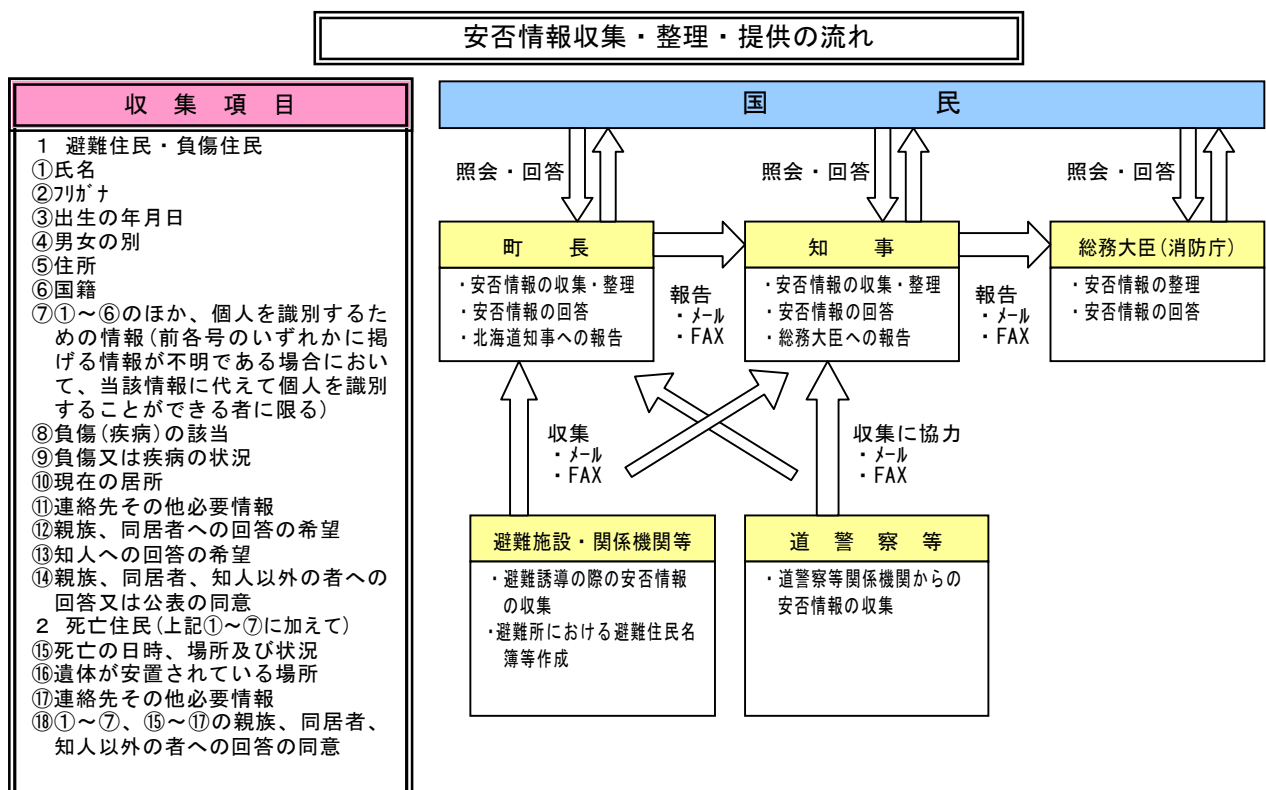 安否情報収集・整理・提供の流れ
収集項目
1 避難住民・負傷住民
①氏名
②ﾌﾘｶﾞﾅ
③出生の年月日
④男女の別
⑤住所
⑥国籍
⑦①～⑥のほか、個人を識別するた
めの情報(前各号のいずれかに掲
げる情報が不明である場合におい
て、当該情報に代えて個人を識別
することができる者に限る)
⑧負傷(疾病)の該当
⑨負傷又は疾病の状況
⑩現在の居所
⑪連絡先その他必要情報
⑫親族、同居者への回答の希望
⑬知人への回答の希望
⑭親族、同居者、知人以外の者への
回答又は公表の同意
2 死亡住民(上記①～⑦に加えて)
⑮死亡の日時、場所及び状況
⑯遺体が安置されている場所
⑰連絡先その他必要情報
⑱①～⑦、⑮～⑰の親族、同居者、
知人以外の者への回答の同意
国民
照会・回答
照会・回答
照会・回答
町長
・安否情報の収集・整理
・安否情報の回答
・北海道知事への報告
報告
・ﾒｰﾙ
・FAX
知事
・安否情報の収集・整理
・安否情報の回答
・総務大臣への報告
報告
・ﾒｰﾙ
・FAX
総務大臣(消防庁)
・安否情報の整理
・安否情報の回答
収集
・ﾒｰﾙ
・FAX
収集に協力
・ﾒｰﾙ
・FAX
避難施設・関係機関等
・避難誘導の際の安否情報
の収集
・避難所における避難住民名
簿等作成
道警察等
・道警察等関係機関からの
安否情報の収集